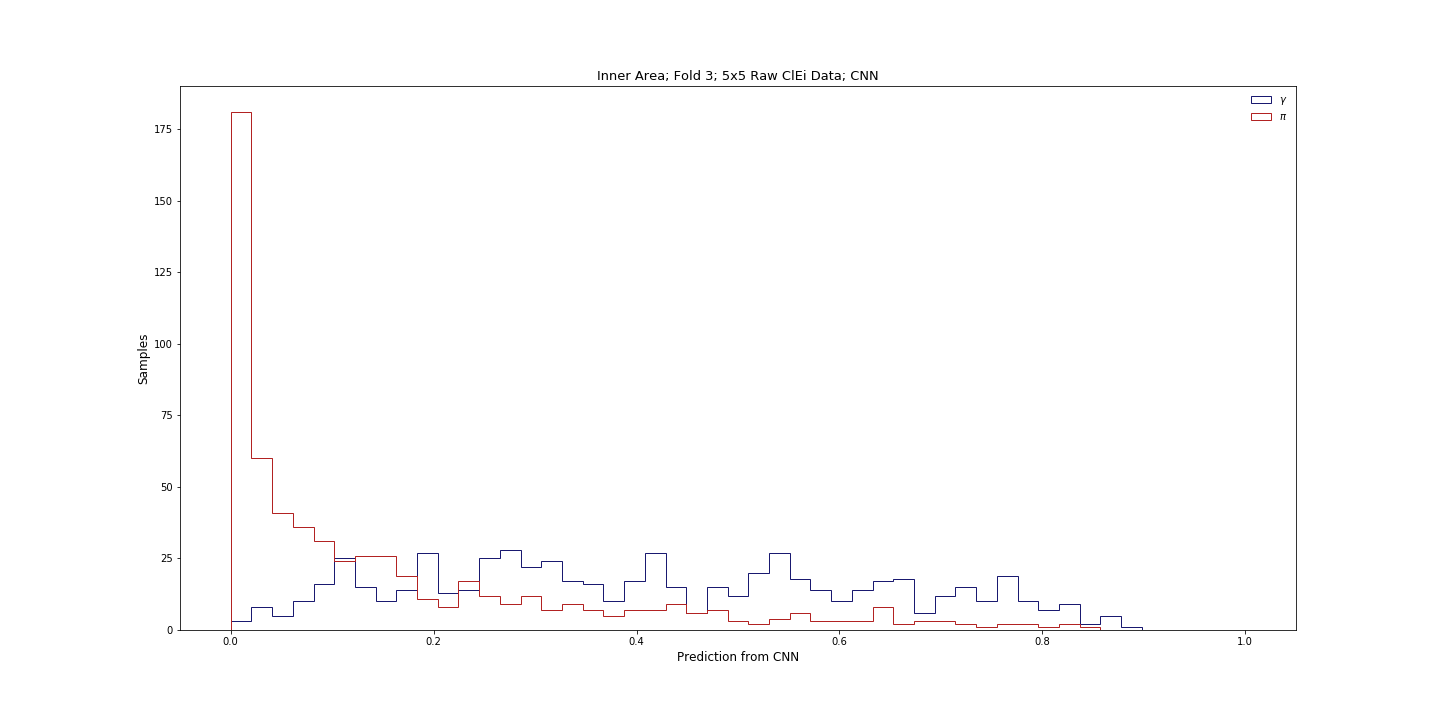 Inner Area; Fold 3; 5x5 Raw ClEi Data; CNN
γ
π
175
150
125
100
75
50
25
0
Samples
0.0 0.2 0.4 0.6 0.8 1.0
Prediction from CNN